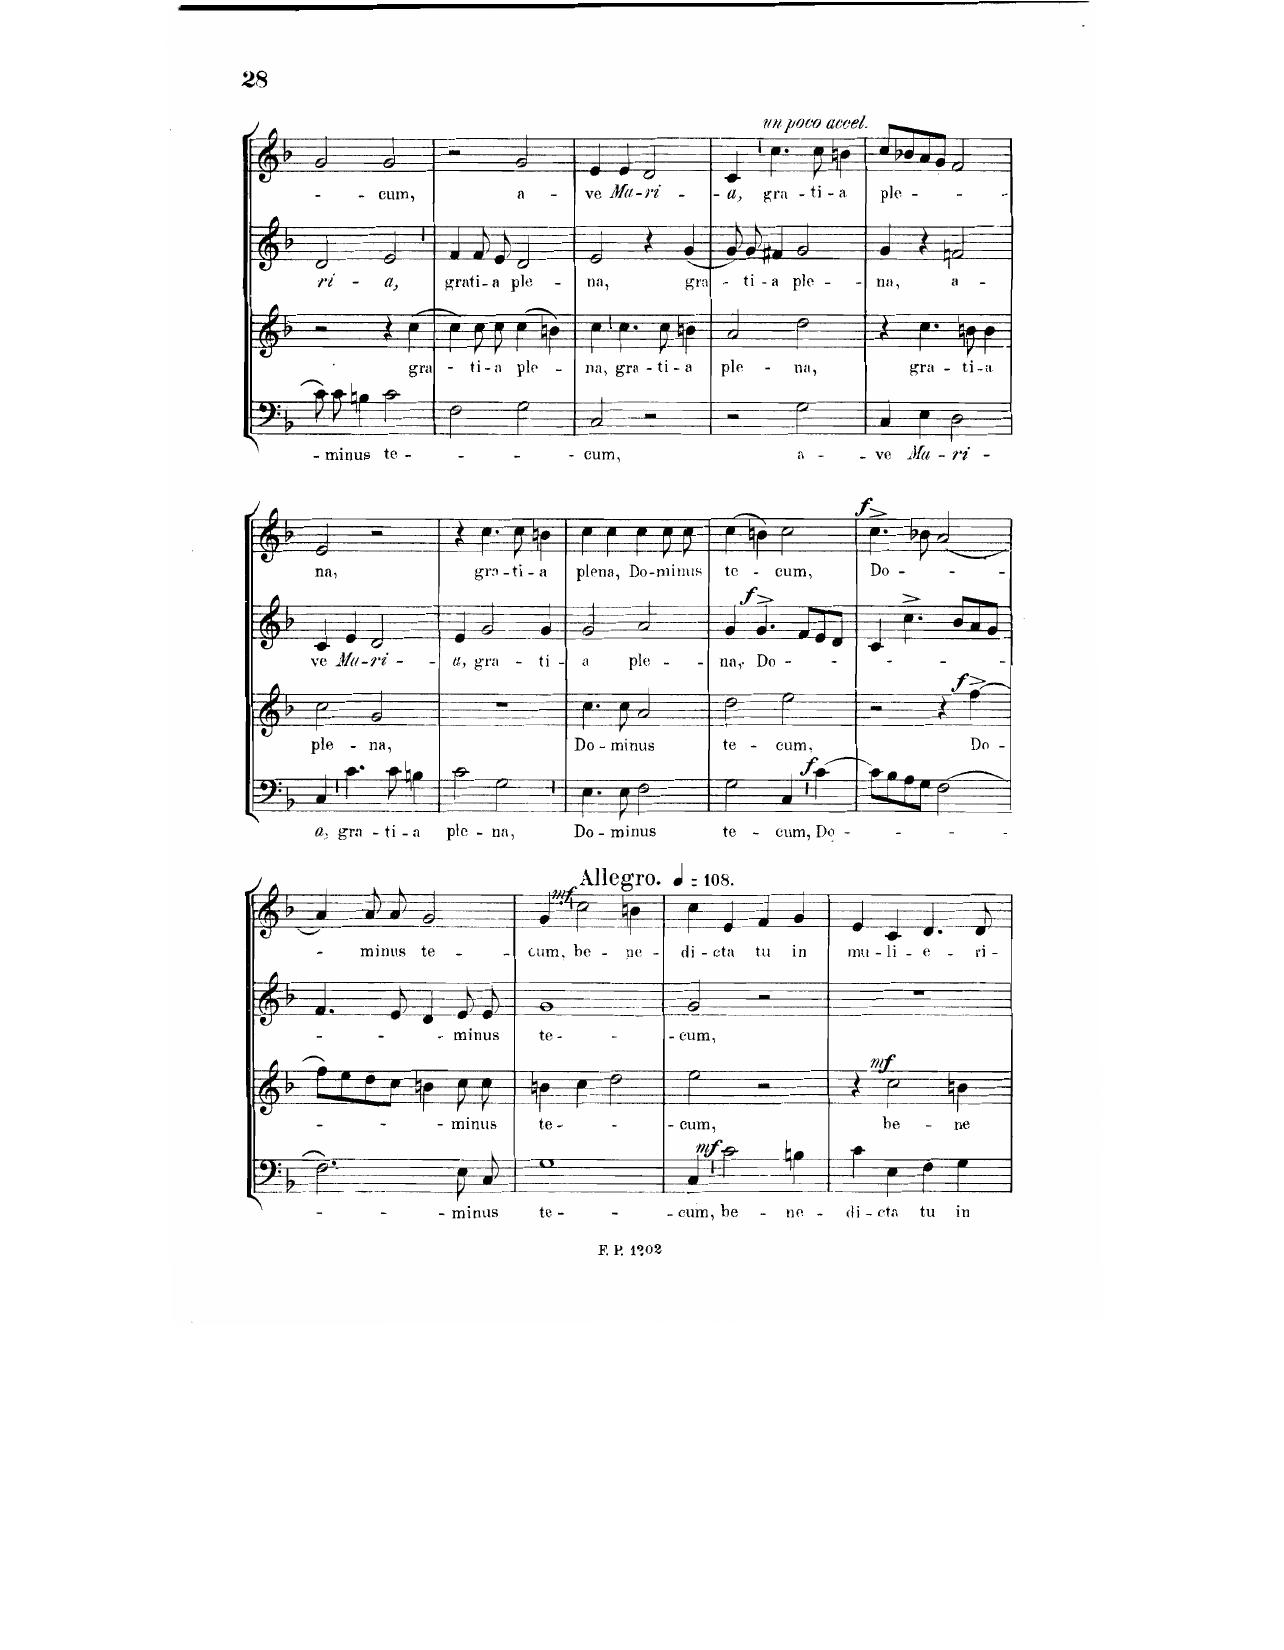 28
un poco accel.
- - cum, a - ve Ma - ri - - a, gra - ti - a ple - - -
ri - a, grati - a ple - na, gra - ti - a ple - - na, a -
gra - ti - a ple - na, gra - ti - a ple - na, gra - ti - a
- minus te - - - - cum, a - - ve Ma - ri -
f
na, gra - ti - a plena, Do - minus te - cum, Do - - -
f
ve Ma - ri - - a, gra - ti - a ple - - na, Do - - - - -
f
ple - na, Do - minus te - cum, Do -
f
a, gra - ti - a ple - na, Do - minus te - cum, Do - - - -
Allegro. ♩ = 108.
mf
- minus te - - cum, be - ne - di - cta tu in mu - li - e - ri -
- - - minus te - - - cum,
mf
- - - minus te - - - cum, be - ne
mf
- - - minus te - - - cum, be - ne - di - cta tu in
F. P. 1202